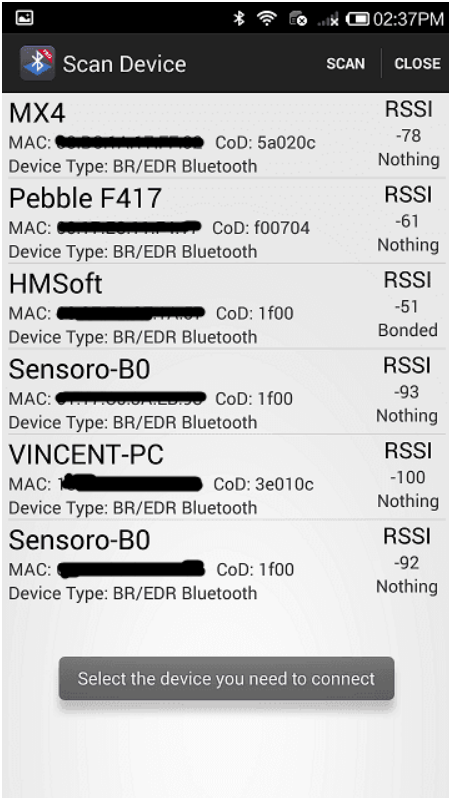 02:37PM
Scan Device SCAN CLOSE
MX4 RSSI
MAC: CoD: 5a020c -78
Device Type: BR/EDR Bluetooth Nothing
Pebble F417 RSSI
MAC: CoD: f00704 -61
Device Type: BR/EDR Bluetooth Nothing
HMSoft RSSI
MAC: CoD: 1f00 -51
Device Type: BR/EDR Bluetooth Bonded
Sensoro-B0 RSSI
MAC: CoD: 1f00 -93
Device Type: BR/EDR Bluetooth Nothing
VINCENT-PC RSSI
MAC: CoD: 3e010c -100
Device Type: BR/EDR Bluetooth Nothing
Sensoro-B0 RSSI
MAC: CoD: 1f00 -92
Device Type: BR/EDR Bluetooth Nothing
Select the device you need to connect